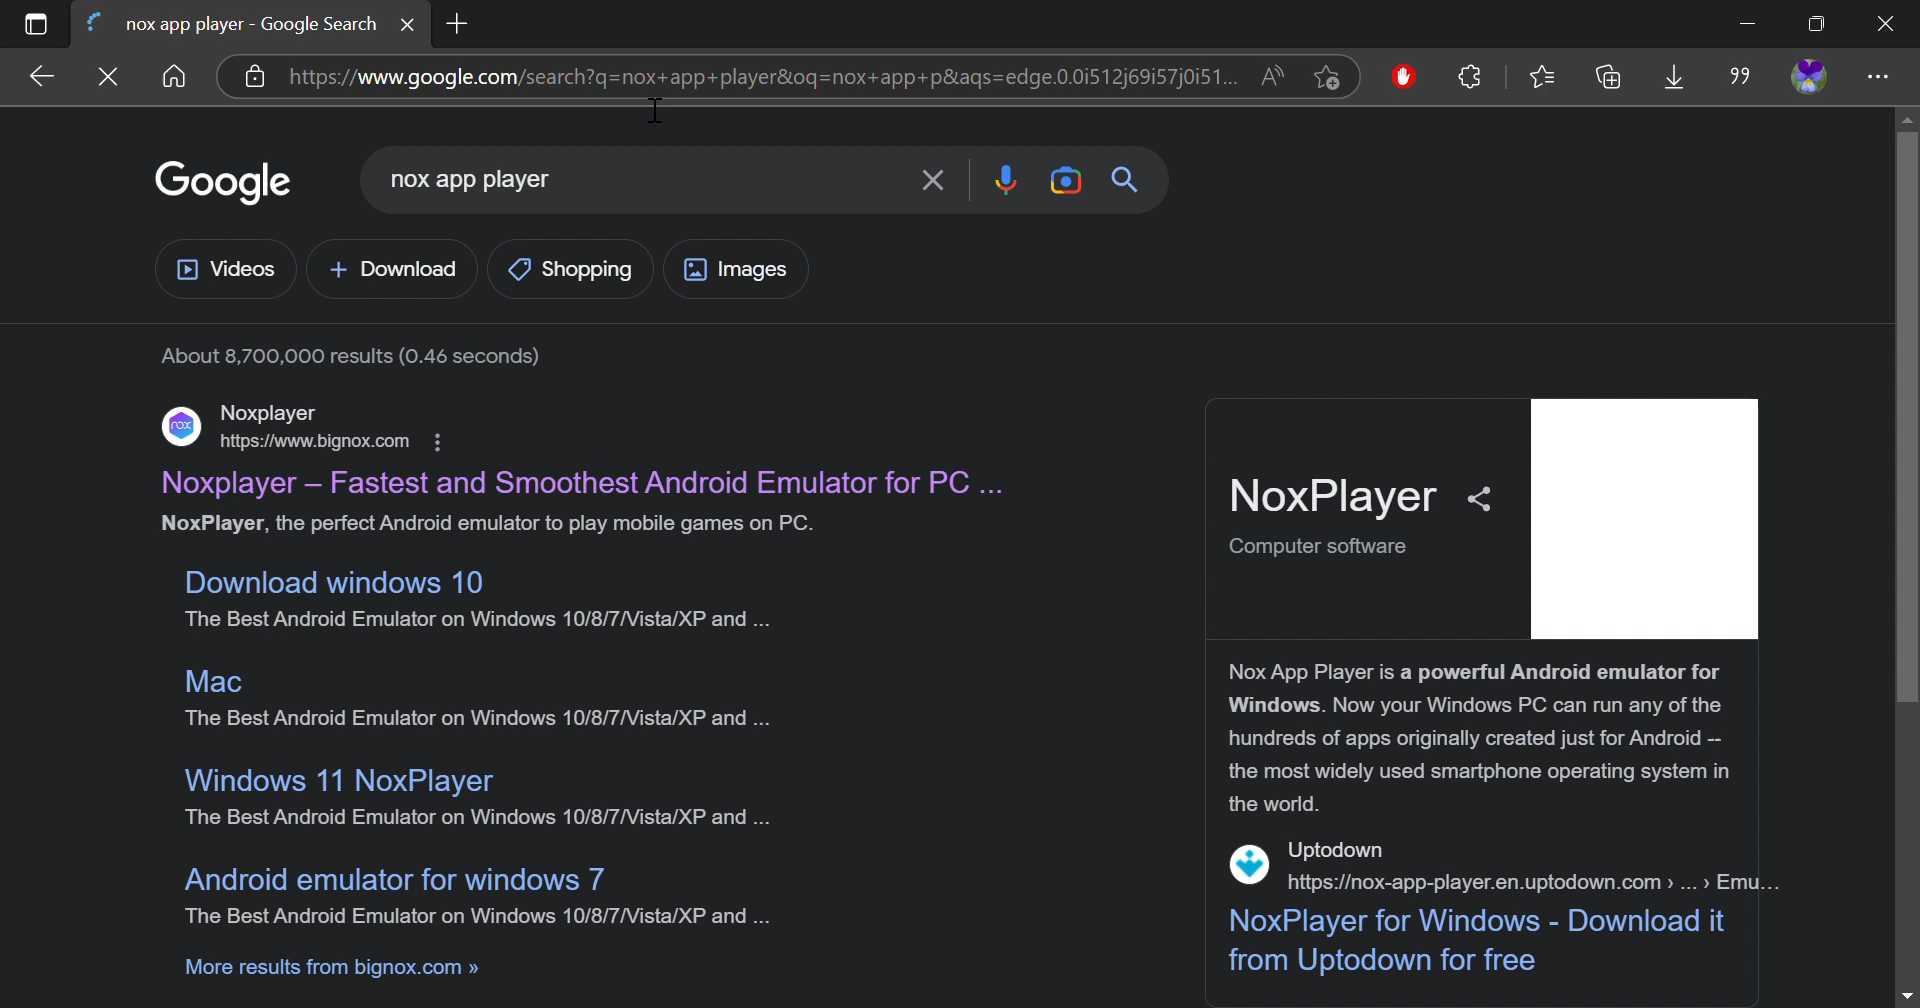 nox app player - Google Search
https://www.google.com/search?q=nox+app+player&oq=nox+app+p&aqs=edge.0.0i512j69i57j0i51...
Google
nox app player
Videos
Download
Shopping
Images
About 8,700,000 results (0.46 seconds)
Noxplayer
https://www.bignox.com
Noxplayer – Fastest and Smoothest Android Emulator for PC ...
NoxPlayer, the perfect Android emulator to play mobile games on PC.
Download windows 10
The Best Android Emulator on Windows 10/8/7/Vista/XP and ...
Mac
The Best Android Emulator on Windows 10/8/7/Vista/XP and ...
Windows 11 NoxPlayer
The Best Android Emulator on Windows 10/8/7/Vista/XP and ...
Android emulator for windows 7
The Best Android Emulator on Windows 10/8/7/Vista/XP and ...
More results from bignox.com »
NoxPlayer
Computer software
Nox App Player is a powerful Android emulator for
Windows. Now your Windows PC can run any of the
hundreds of apps originally created just for Android --
the most widely used smartphone operating system in
the world.
Uptodown
https://nox-app-player.en.uptodown.com › ... › Emu...
NoxPlayer for Windows - Download it
from Uptodown for free